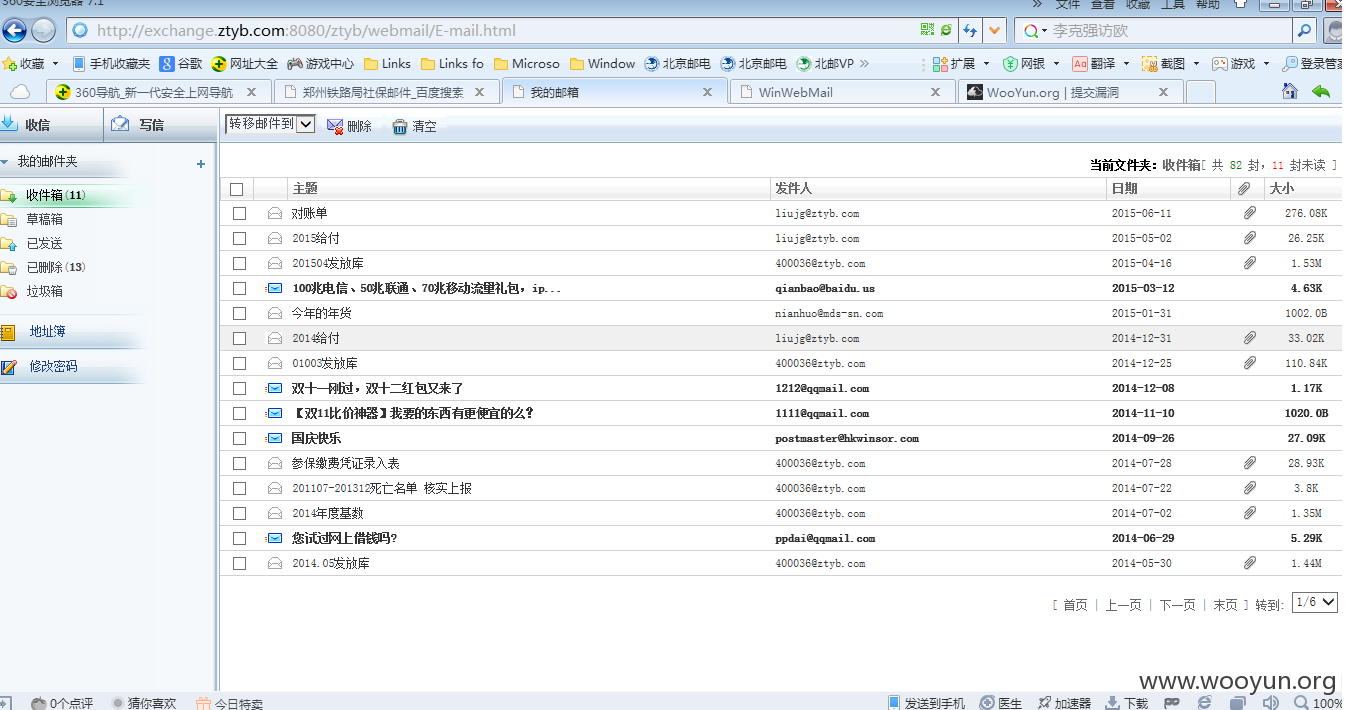 360安全浏览器 7.1
» 文件 查看 收藏 工具 帮助
http://exchange.ztyb.com:8080/ztyb/webmail/E-mail.html
李克强访欧
收藏 手机收藏夹 谷歌 网址大全 游戏中心 Links Links fo Microso Window 北京邮电 北京邮电 北邮VP » 扩展 网银 翻译 截图 游戏 登录管家
360导航_新一代安全上网导航 郑州铁路局社保邮件_百度搜索 我的邮箱 WinWebMail WooYun.org | 提交漏洞
收信 写信
转移邮件到 删除 清空
我的邮件夹 +
收件箱(11)
草稿箱
已发送
已删除(13)
垃圾箱
地址簿
修改密码
当前文件夹: 收件箱[ 共 82 封, 11 封未读 ]
主题 发件人 日期 大小
对账单 liujg@ztyb.com 2015-06-11 276.08K
2015给付 liujg@ztyb.com 2015-05-02 26.25K
201504发放库 400036@ztyb.com 2015-04-16 1.53M
100兆电信、50兆联通、70兆移动流量礼包，ip... qianbao@baidu.us 2015-03-12 4.63K
今年的年货 nianhuo@mds-sn.com 2015-01-31 1002.0B
2014给付 liujg@ztyb.com 2014-12-31 33.02K
01003发放库 400036@ztyb.com 2014-12-25 110.84K
双十一刚过，双十二红包又来了 1212@qqmail.com 2014-12-08 1.17K
【双11比价神器】我要的东西有更便宜的么? 1111@qqmail.com 2014-11-10 1020.0B
国庆快乐 postmaster@hkwinsor.com 2014-09-26 27.09K
参保缴费凭证录入表 400036@ztyb.com 2014-07-28 28.93K
201107-201312死亡名单 核实上报 400036@ztyb.com 2014-07-22 3.8K
2014年度基数 400036@ztyb.com 2014-07-02 1.35M
您试过网上借钱吗? ppdai@qqmail.com 2014-06-29 5.29K
2014.05发放库 400036@ztyb.com 2014-05-30 1.44M
[ 首页 | 上一页 | 下一页 | 末页 ] 转到: 1/6
www.wooyun.org
0个点评 猜你喜欢 今日特卖 发送到手机 医生 加速器 下载 100%